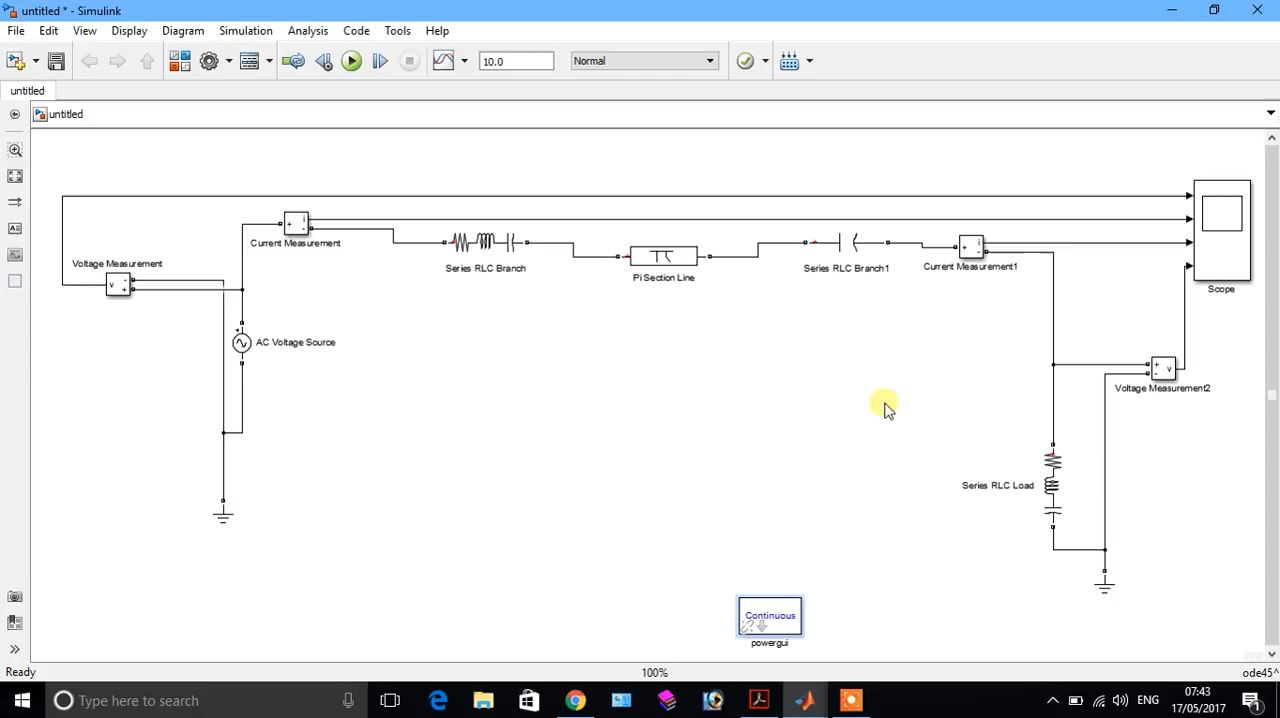 untitled * - Simulink
File Edit View Display Diagram Simulation Analysis Code Tools Help
10.0 Normal
untitled
untitled
Current Measurement
i
+
-
Voltage Measurement
v
-
+
AC Voltage Source
+
Series RLC Branch
Pi Section Line
Series RLC Branch1
Current Measurement1
+
i
-
Scope
Voltage Measurement2
+
-
v
Series RLC Load
Continuous
powergui
Ready 100% ode45^
Type here to search
ENG
07:43
17/05/2017
1